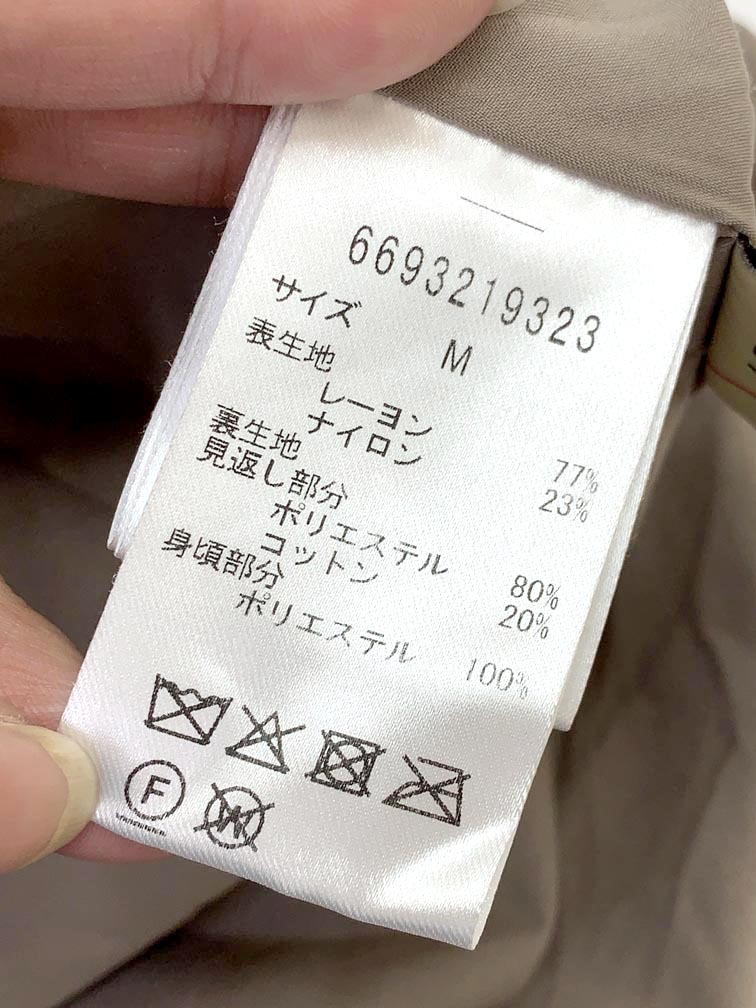 6693219323
サイズ M
表生地
レーヨン 77%
ナイロン 23%
裏生地
見返し部分
ポリエステル 80%
コットン 20%
身頃部分
ポリエステル 100%
F
W